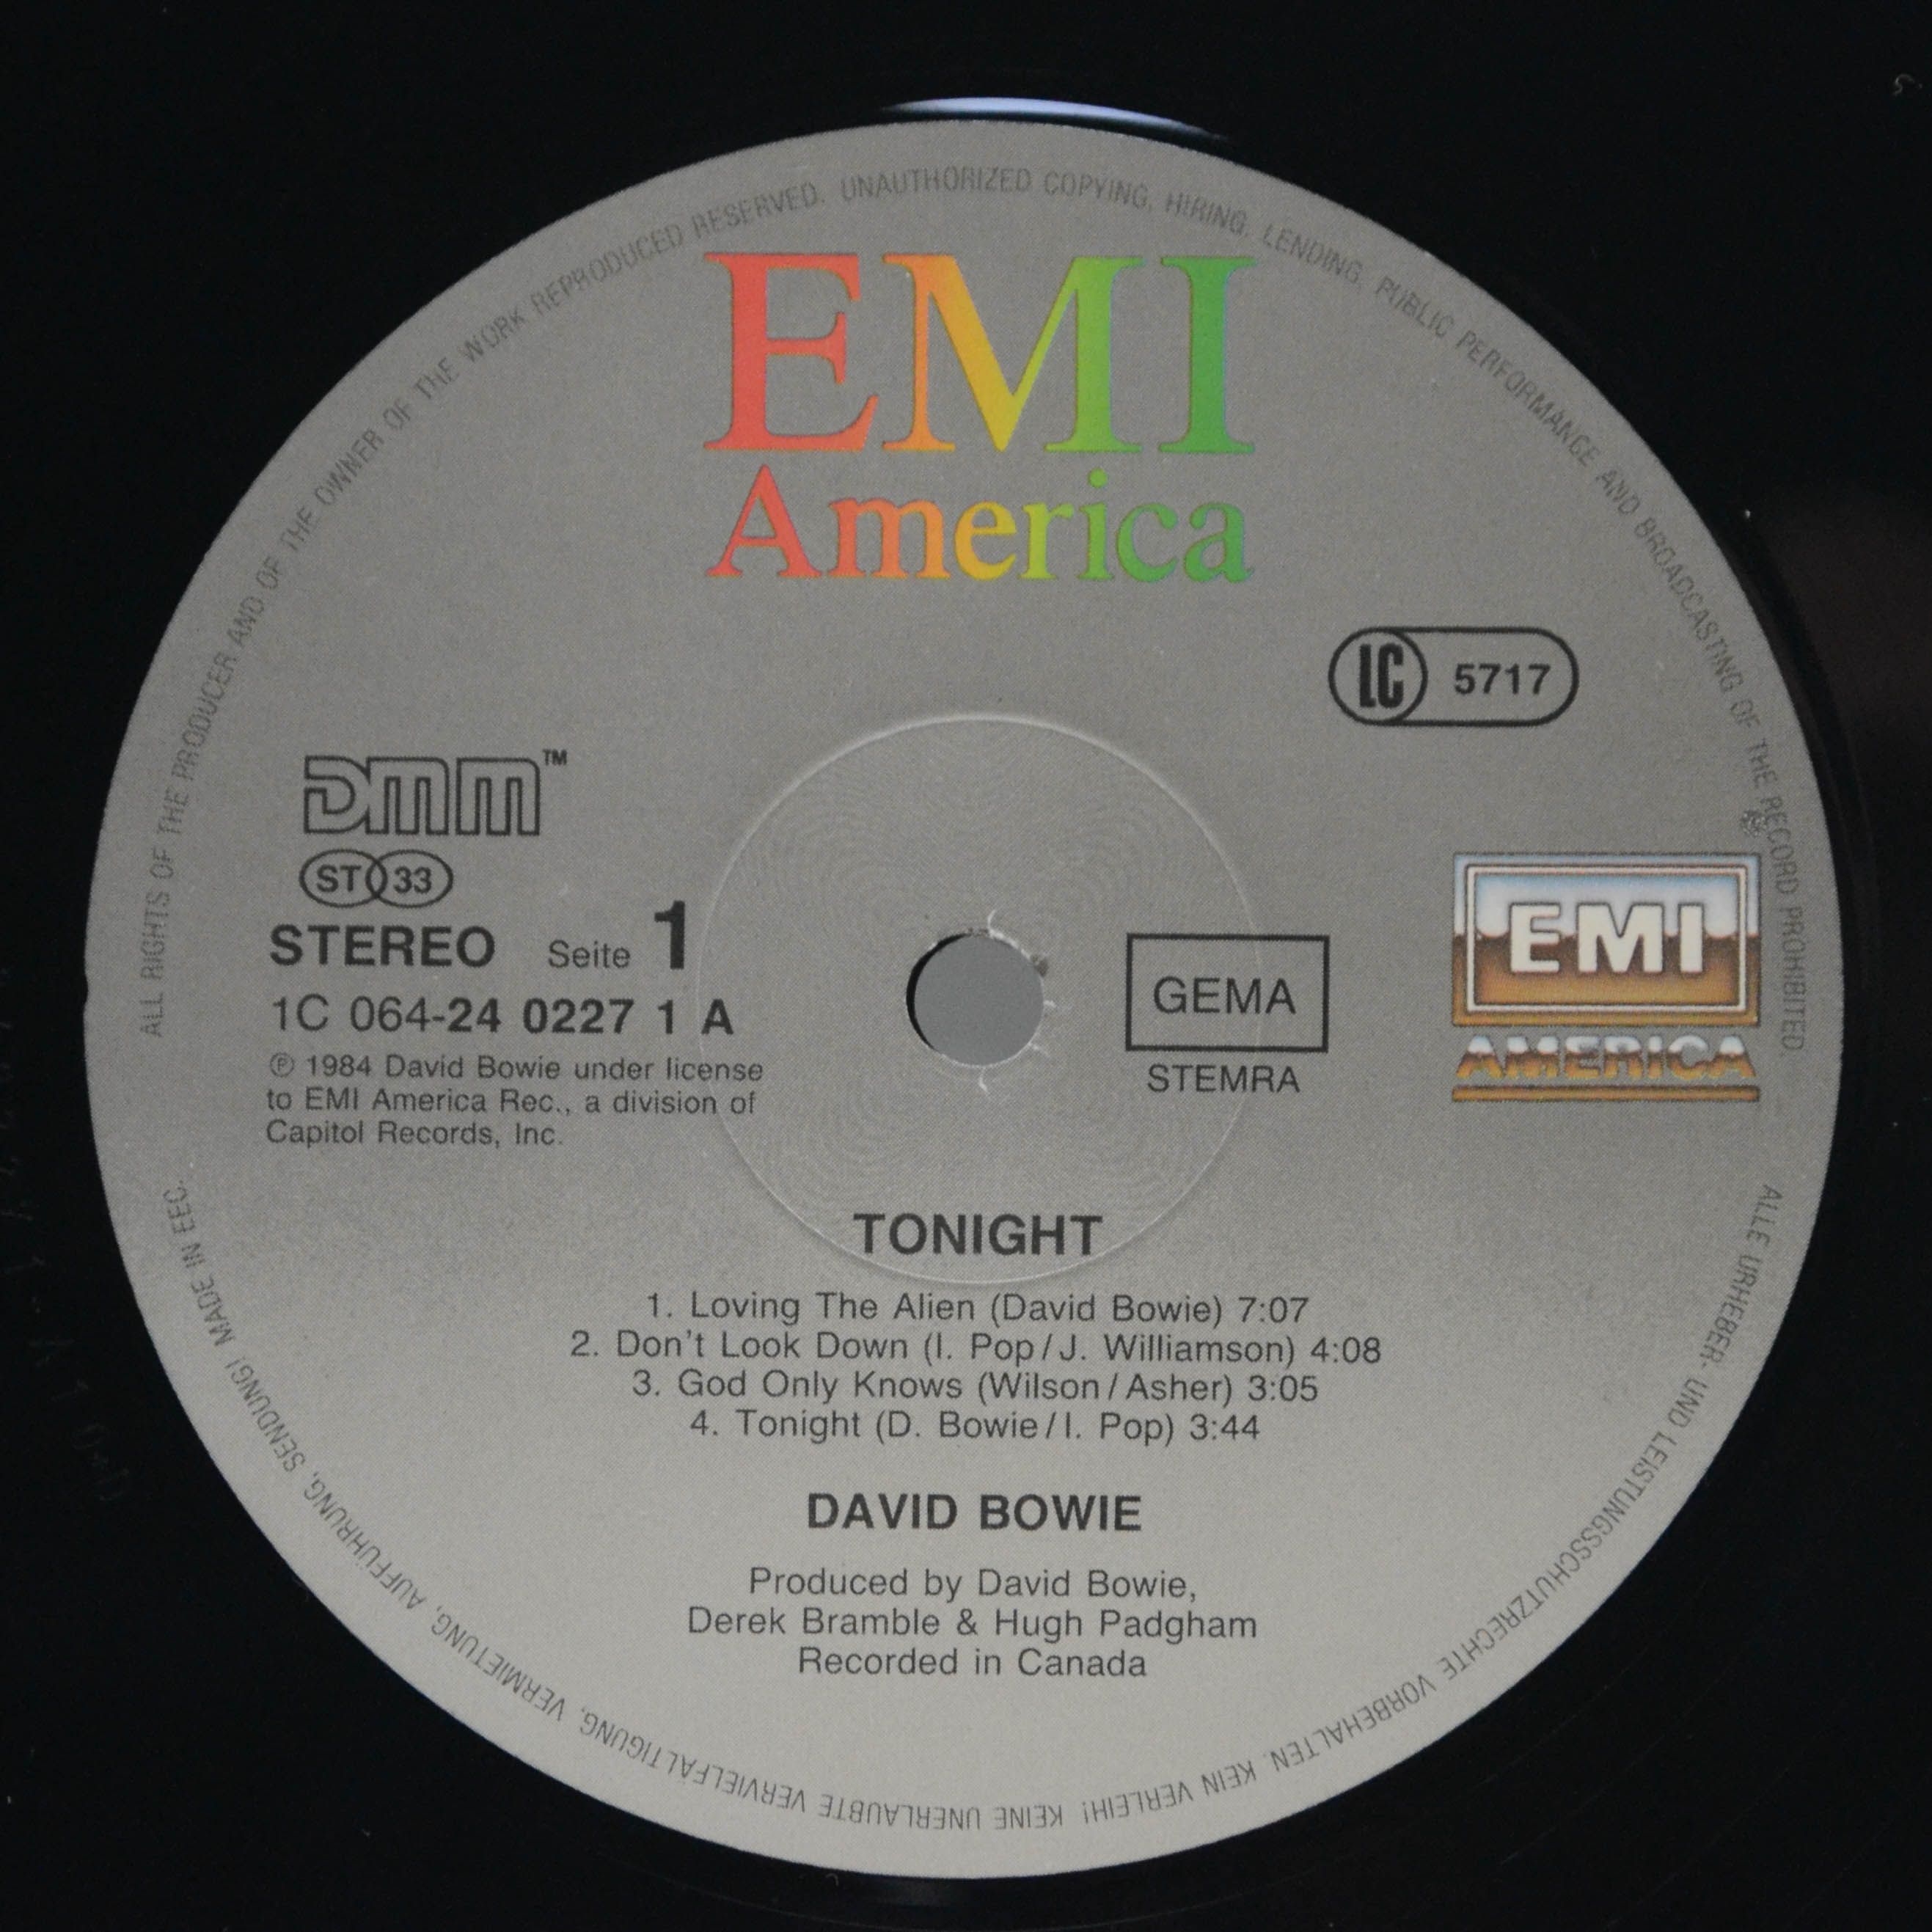 ALL RIGHTS OF THE PRODUCER AND OF THE OWNER OF THE WORK REPRODUCED RESERVED. UNAUTHORIZED COPYING, HIRING, LENDING, PUBLIC PERFORMANCE AND BROADCASTING OF THE RECORD PROHIBITED
EMI
America
LC 5717
DMM™
ST 33
STEREO Seite 1
1C 064-24 0227 1 A
℗ 1984 David Bowie under license
to EMI America Rec., a division of
Capitol Records, Inc.
GEMA
STEMRA
EMI
AMERICA
TONIGHT
1. Loving The Alien (David Bowie) 7:07
2. Don't Look Down (I. Pop/J. Williamson) 4:08
3. God Only Knows (Wilson/Asher) 3:05
4. Tonight (D. Bowie/I. Pop) 3:44
DAVID BOWIE
Produced by David Bowie,
Derek Bramble & Hugh Padgham
Recorded in Canada
ALLE URHEBER- UND LEISTUNGSSCHUTZRECHTE VORBEHALTEN. KEIN VERLEIH! KEINE UNERLAUBTE VERVIELFÄLTIGUNG, VERMIETUNG, AUFFÜHRUNG, SENDUNG! MADE IN EEC.